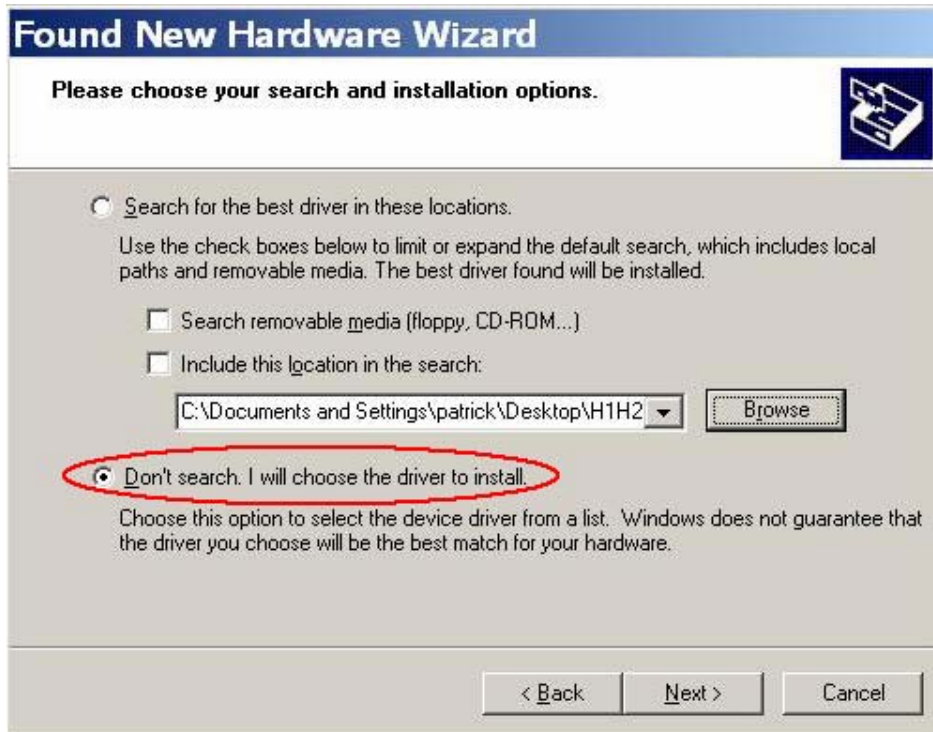 Found New Hardware Wizard
Please choose your search and installation options.
Search for the best driver in these locations.
Use the check boxes below to limit or expand the default search, which includes local
paths and removable media. The best driver found will be installed.
Search removable media (floppy, CD-ROM...)
Include this location in the search:
C:\Documents and Settings\patrick\Desktop\H1H2
Browse
Don't search. I will choose the driver to install.
Choose this option to select the device driver from a list. Windows does not guarantee that
the driver you choose will be the best match for your hardware.
< Back Next > Cancel